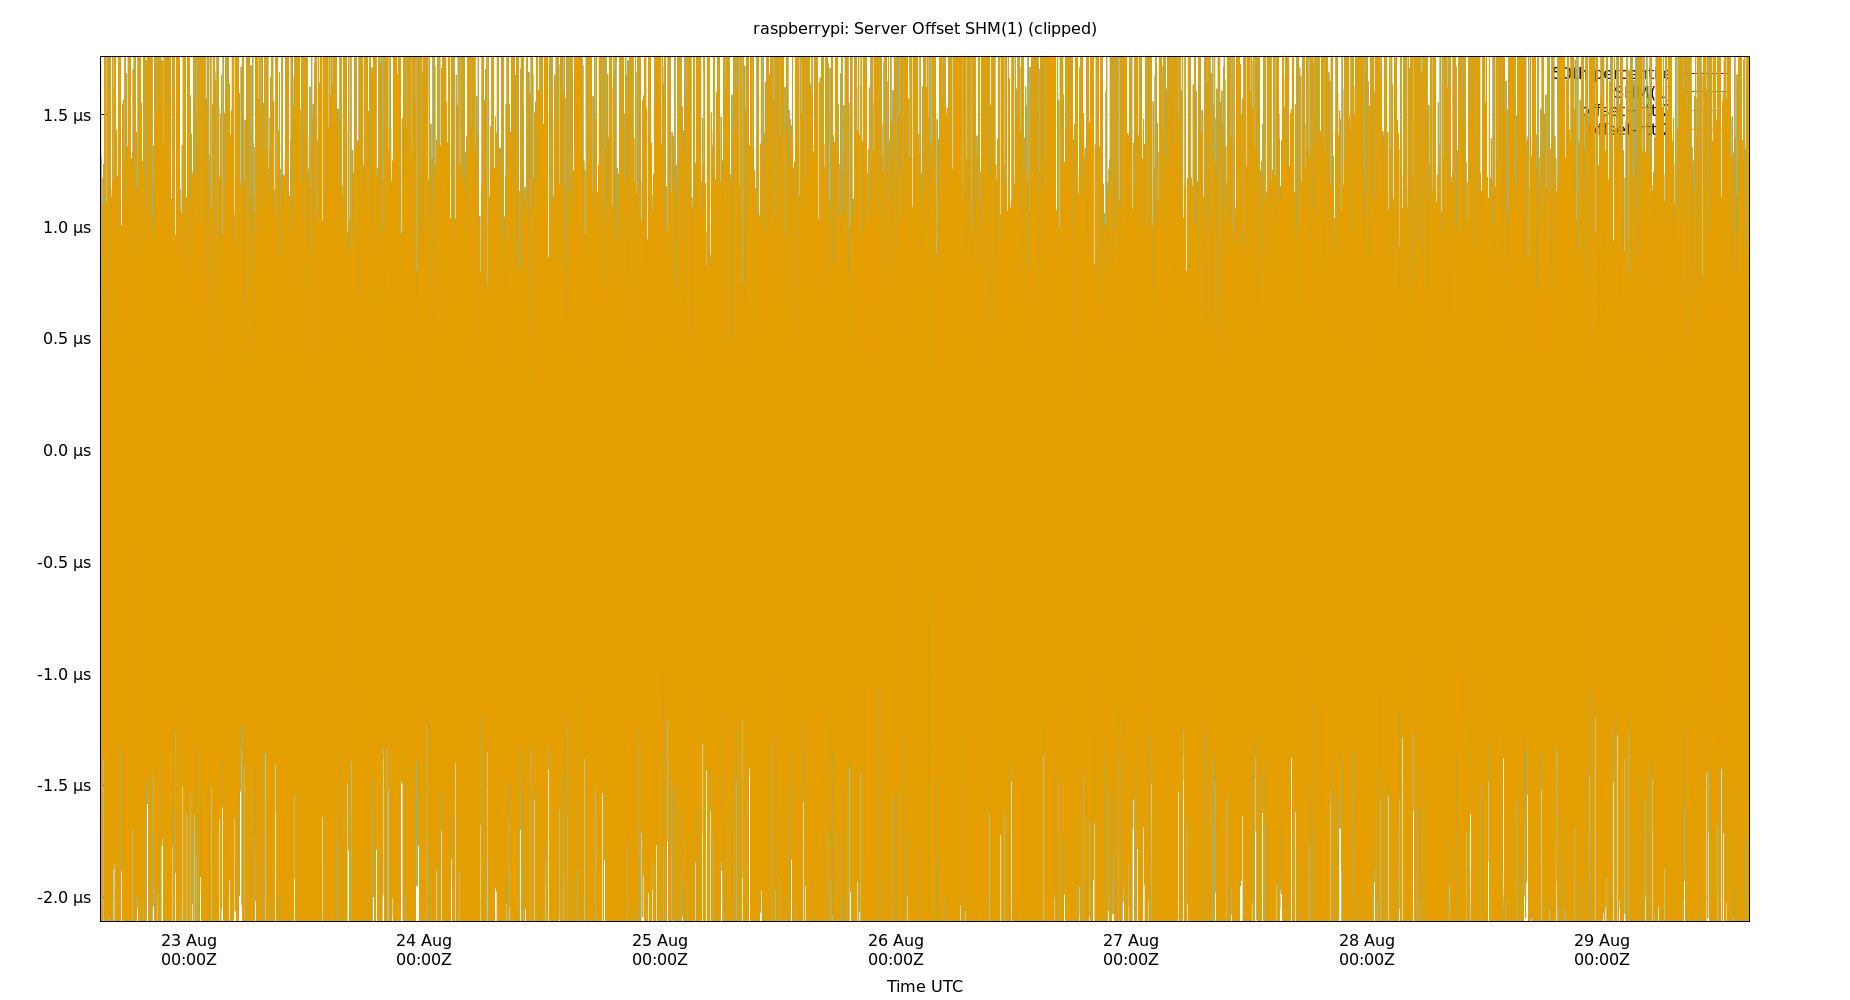 raspberrypi: Server Offset SHM(1) (clipped)
1.5 µs
1.0 µs
0.5 µs
0.0 µs
-0.5 µs
-1.0 µs
-1.5 µs
-2.0 µs
23 Aug 24 Aug 25 Aug 26 Aug 27 Aug 28 Aug 29 Aug
00:00Z 00:00Z 00:00Z 00:00Z 00:00Z 00:00Z 00:00Z
Time UTC